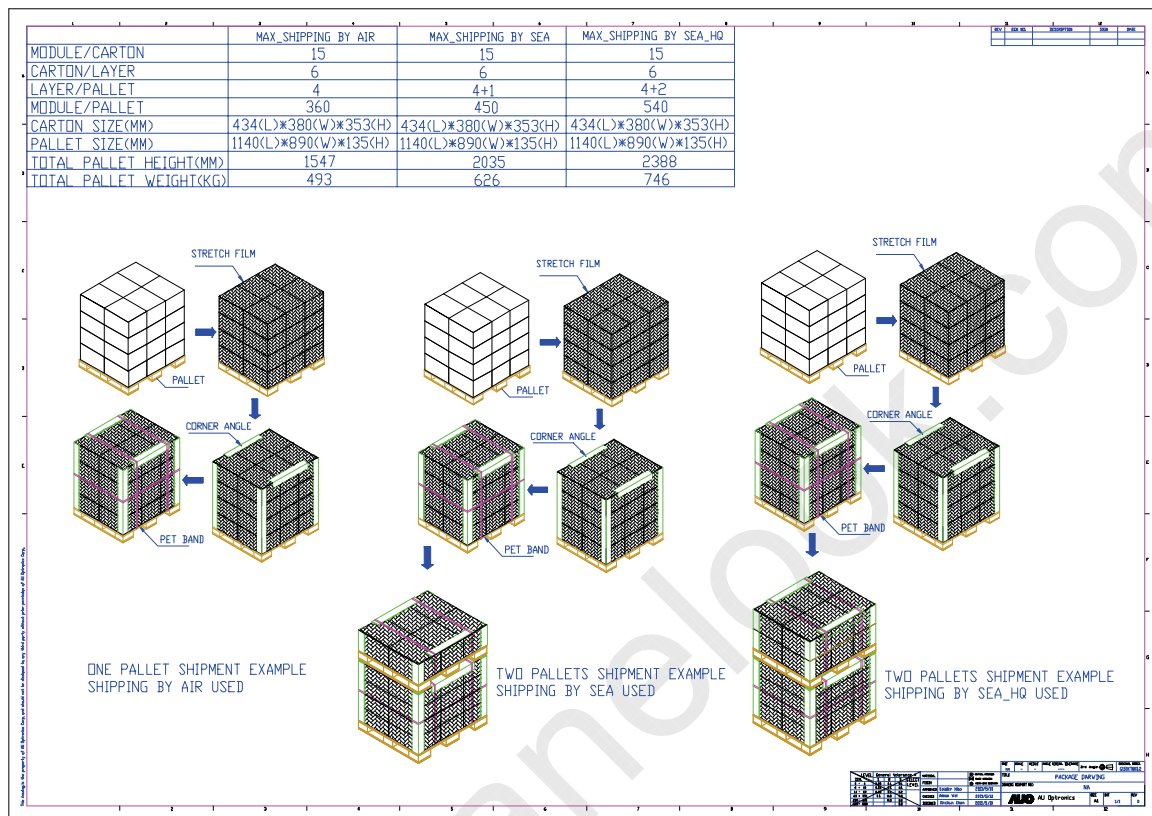 MAX_SHIPPING BY AIR MAX_SHIPPING BY SEA MAX_SHIPPING BY SEA_HQ
MODULE/CARTON 15 15 15
CARTON/LAYER 6 6 6
LAYER/PALLET 4 4+1 4+2
MODULE/PALLET 360 450 540
CARTON SIZE(MM) 434(L)*380(W)*353(H) 434(L)*380(W)*353(H) 434(L)*380(W)*353(H)
PALLET SIZE(MM) 1140(L)*890(W)*135(H) 1140(L)*890(W)*135(H) 1140(L)*890(W)*135(H)
TOTAL PALLET HEIGHT(MM) 1547 2035 2388
TOTAL PALLET WEIGHT(KG) 493 626 746
STRETCH FILM
STRETCH FILM
STRETCH FILM
PALLET
PALLET
PALLET
CORNER ANGLE
CORNER ANGLE
CORNER ANGLE
PET BAND
PET BAND
PET BAND
ONE PALLET SHIPMENT EXAMPLE
SHIPPING BY AIR USED
TWO PALLETS SHIPMENT EXAMPLE
SHIPPING BY SEA USED
TWO PALLETS SHIPMENT EXAMPLE
SHIPPING BY SEA_HQ USED
PACKAGE DARWING
NA
AUO AU Optronics
A1 1/1